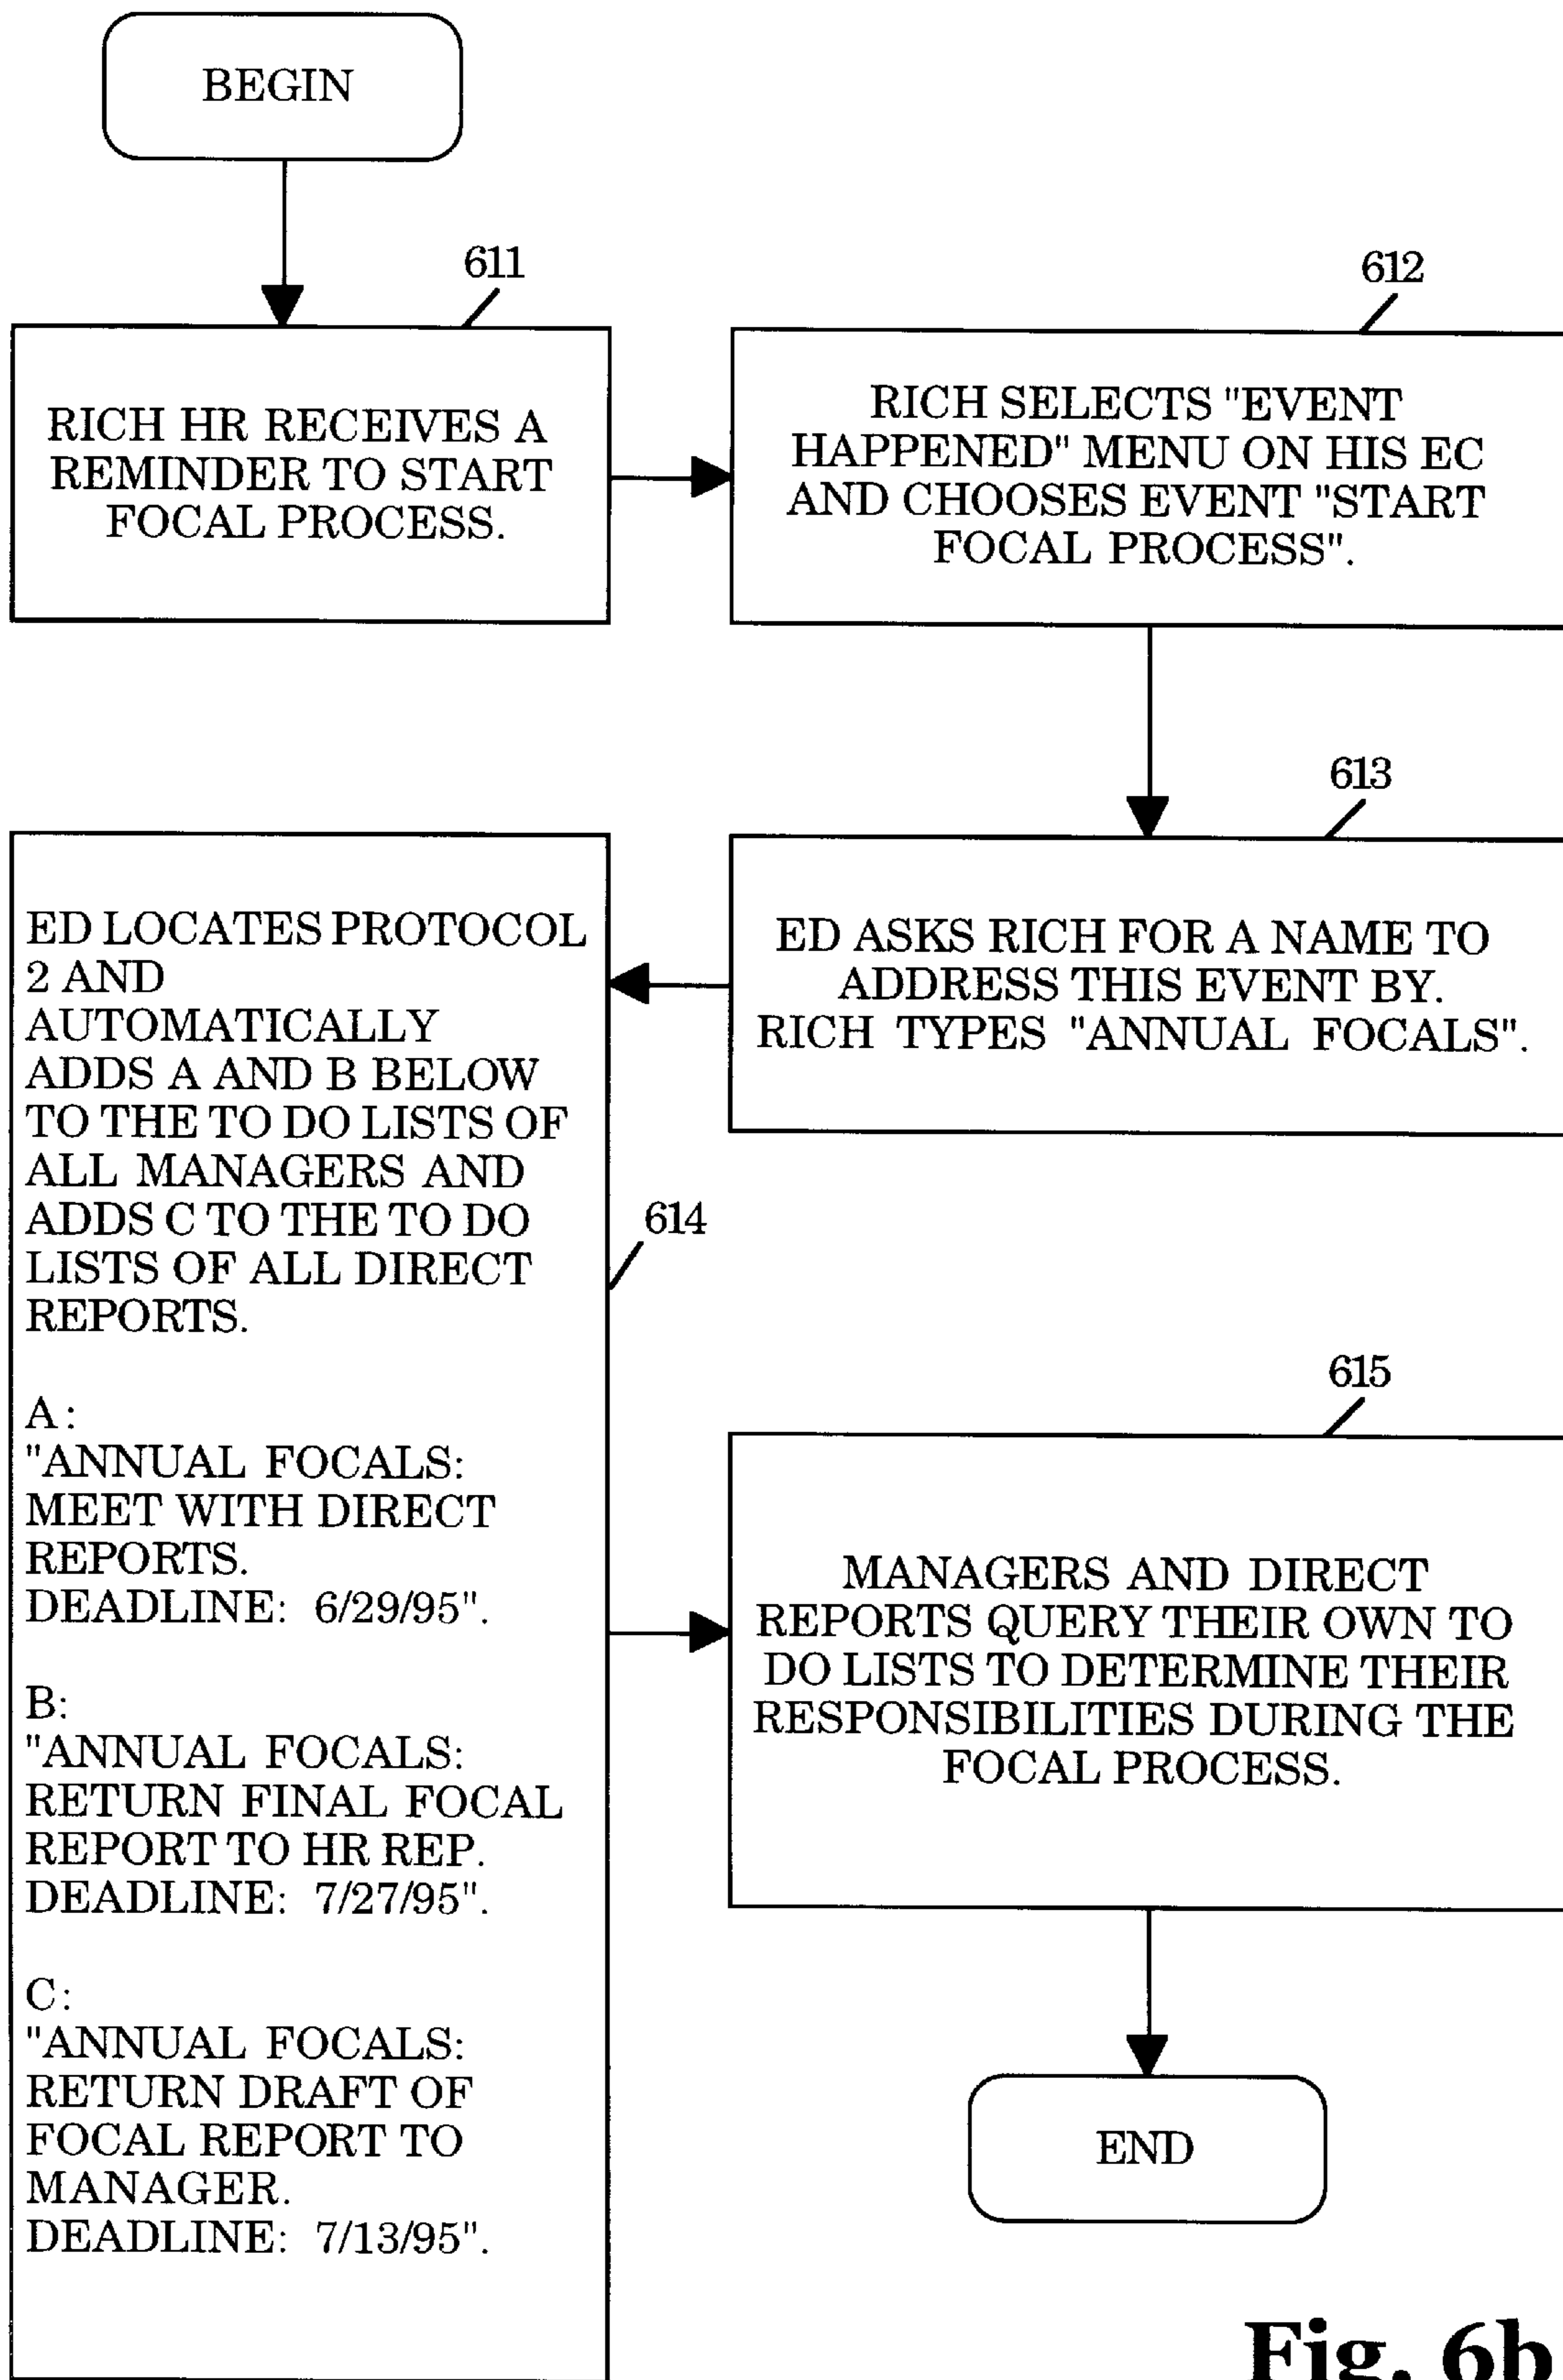 BEGIN
611
RICH HR RECEIVES A
REMINDER TO START
FOCAL PROCESS.
612
RICH SELECTS "EVENT
HAPPENED" MENU ON HIS EC
AND CHOOSES EVENT "START
FOCAL PROCESS".
613
ED ASKS RICH FOR A NAME TO
ADDRESS THIS EVENT BY.
RICH TYPES "ANNUAL FOCALS".
614
ED LOCATES PROTOCOL
2 AND
AUTOMATICALLY
ADDS A AND B BELOW
TO THE TO DO LISTS OF
ALL MANAGERS AND
ADDS C TO THE TO DO
LISTS OF ALL DIRECT
REPORTS.
A:
"ANNUAL FOCALS:
MEET WITH DIRECT
REPORTS.
DEADLINE: 6/29/95".
B:
"ANNUAL FOCALS:
RETURN FINAL FOCAL
REPORT TO HR REP.
DEADLINE: 7/27/95".
C:
"ANNUAL FOCALS:
RETURN DRAFT OF
FOCAL REPORT TO
MANAGER.
DEADLINE: 7/13/95".
615
MANAGERS AND DIRECT
REPORTS QUERY THEIR OWN TO
DO LISTS TO DETERMINE THEIR
RESPONSIBILITIES DURING THE
FOCAL PROCESS.
END
Fig. 6b